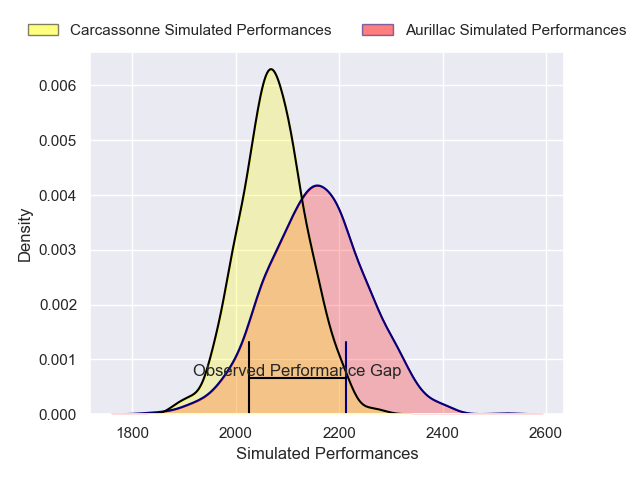 Carcassonne Simulated Performances
Aurillac Simulated Performances
0.006
0.005
0.004
0.003
0.002
0.001
0.000
Density
Observed Performance Gap
1800
2000
2200
2400
2600
Simulated Performances